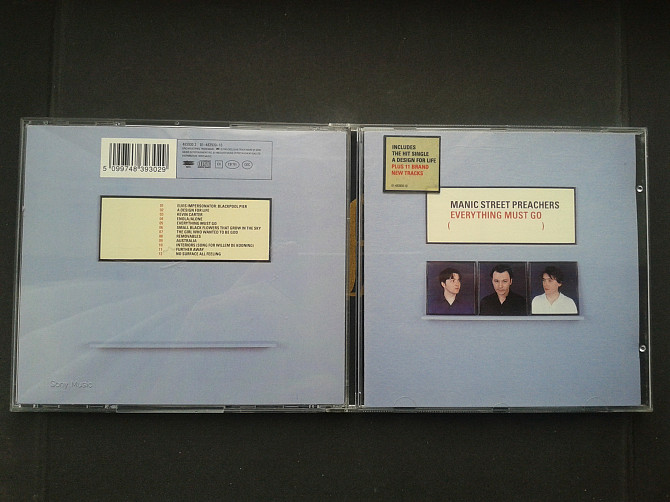 5 099748 393029
01 ELVIS IMPERSONATOR: BLACKPOOL PIER
02 A DESIGN FOR LIFE
03 KEVIN CARTER
04 ENOLA/ALONE
05 EVERYTHING MUST GO
06 SMALL BLACK FLOWERS THAT GROW IN THE SKY
07 THE GIRL WHO WANTED TO BE GOD
08 REMOVABLES
09 AUSTRALIA
10 INTERIORS (SONG FOR WILLEM DE KOONING)
11 FURTHER AWAY
12 NO SURFACE ALL FEELING
Sony Music
INCLUDES
THE HIT SINGLE
A DESIGN FOR LIFE
PLUS 11 BRAND
NEW TRACKS
MANIC STREET PREACHERS
EVERYTHING MUST GO
( )